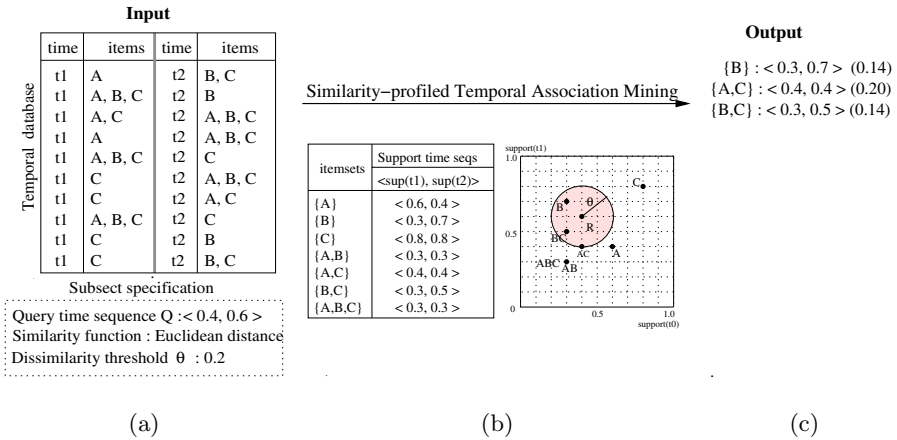 Input
Temporal database
time items time items
t1 A t2 B, C
t1 A, B, C t2 B
t1 A, C t2 A, B, C
t1 A t2 A, B, C
t1 A, B, C t2 C
t1 C t2 A, B, C
t1 C t2 A, C
t1 A, B, C t2 C
t1 C t2 B
t1 C t2 B, C
Subsect specification
Query time sequence Q :< 0.4, 0.6 >
Similarity function : Euclidean distance
Dissimilarity threshold θ : 0.2
(a)
Similarity−profiled Temporal Association Mining
itemsets Support time seqs
<sup(t1), sup(t2)>
{A} < 0.6, 0.4 >
{B} < 0.3, 0.7 >
{C} < 0.8, 0.8 >
{A,B} < 0.3, 0.3 >
{A,C} < 0.4, 0.4 >
{B,C} < 0.3, 0.5 >
{A,B,C} < 0.3, 0.3 >
support(t1)
1.0
C
B θ
R
0.5 BC
AC A
ABC AB
0 0.5 1.0
support(t0)
(b)
Output
{B} : < 0.3, 0.7 > (0.14)
{A,C} : < 0.4, 0.4 > (0.20)
{B,C} : < 0.3, 0.5 > (0.14)
(c)